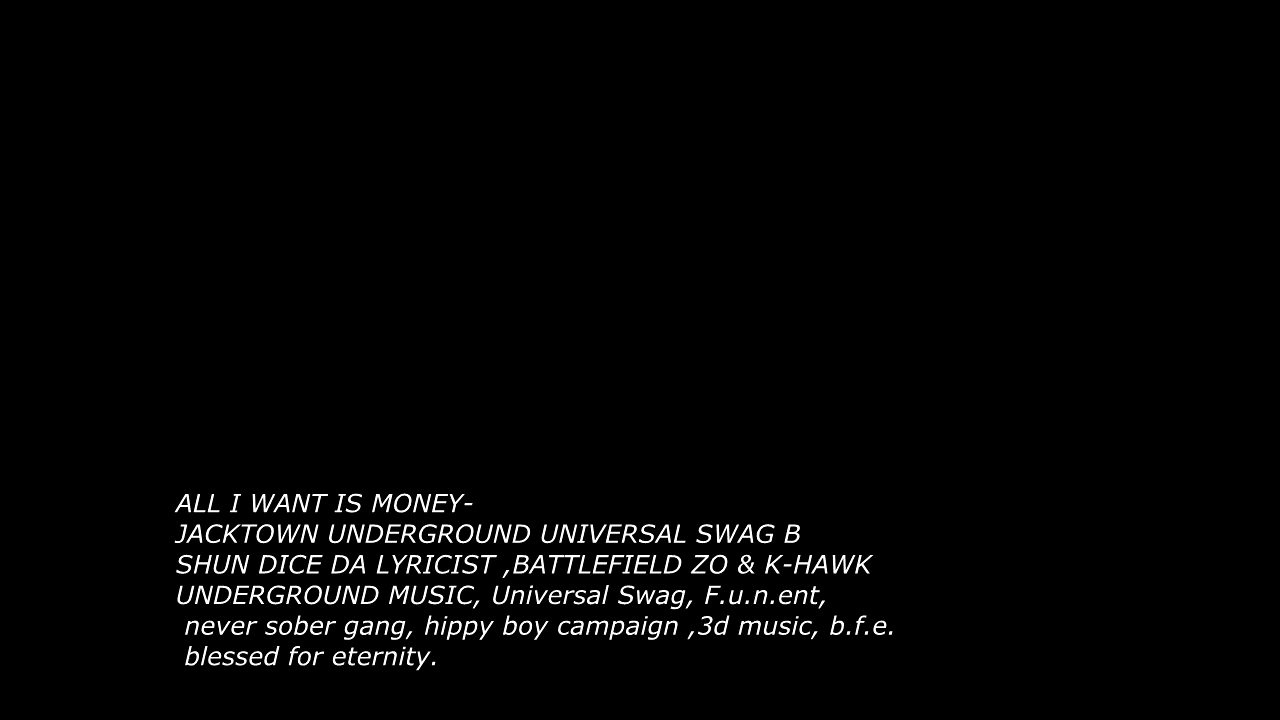 ALL I WANT IS MONEY-
JACKTOWN UNDERGROUND UNIVERSAL SWAG B
SHUN DICE DA LYRICIST ,BATTLEFIELD ZO & K-HAWK
UNDERGROUND MUSIC, Universal Swag, F.u.n.ent,
never sober gang, hippy boy campaign ,3d music, b.f.e.
blessed for eternity.